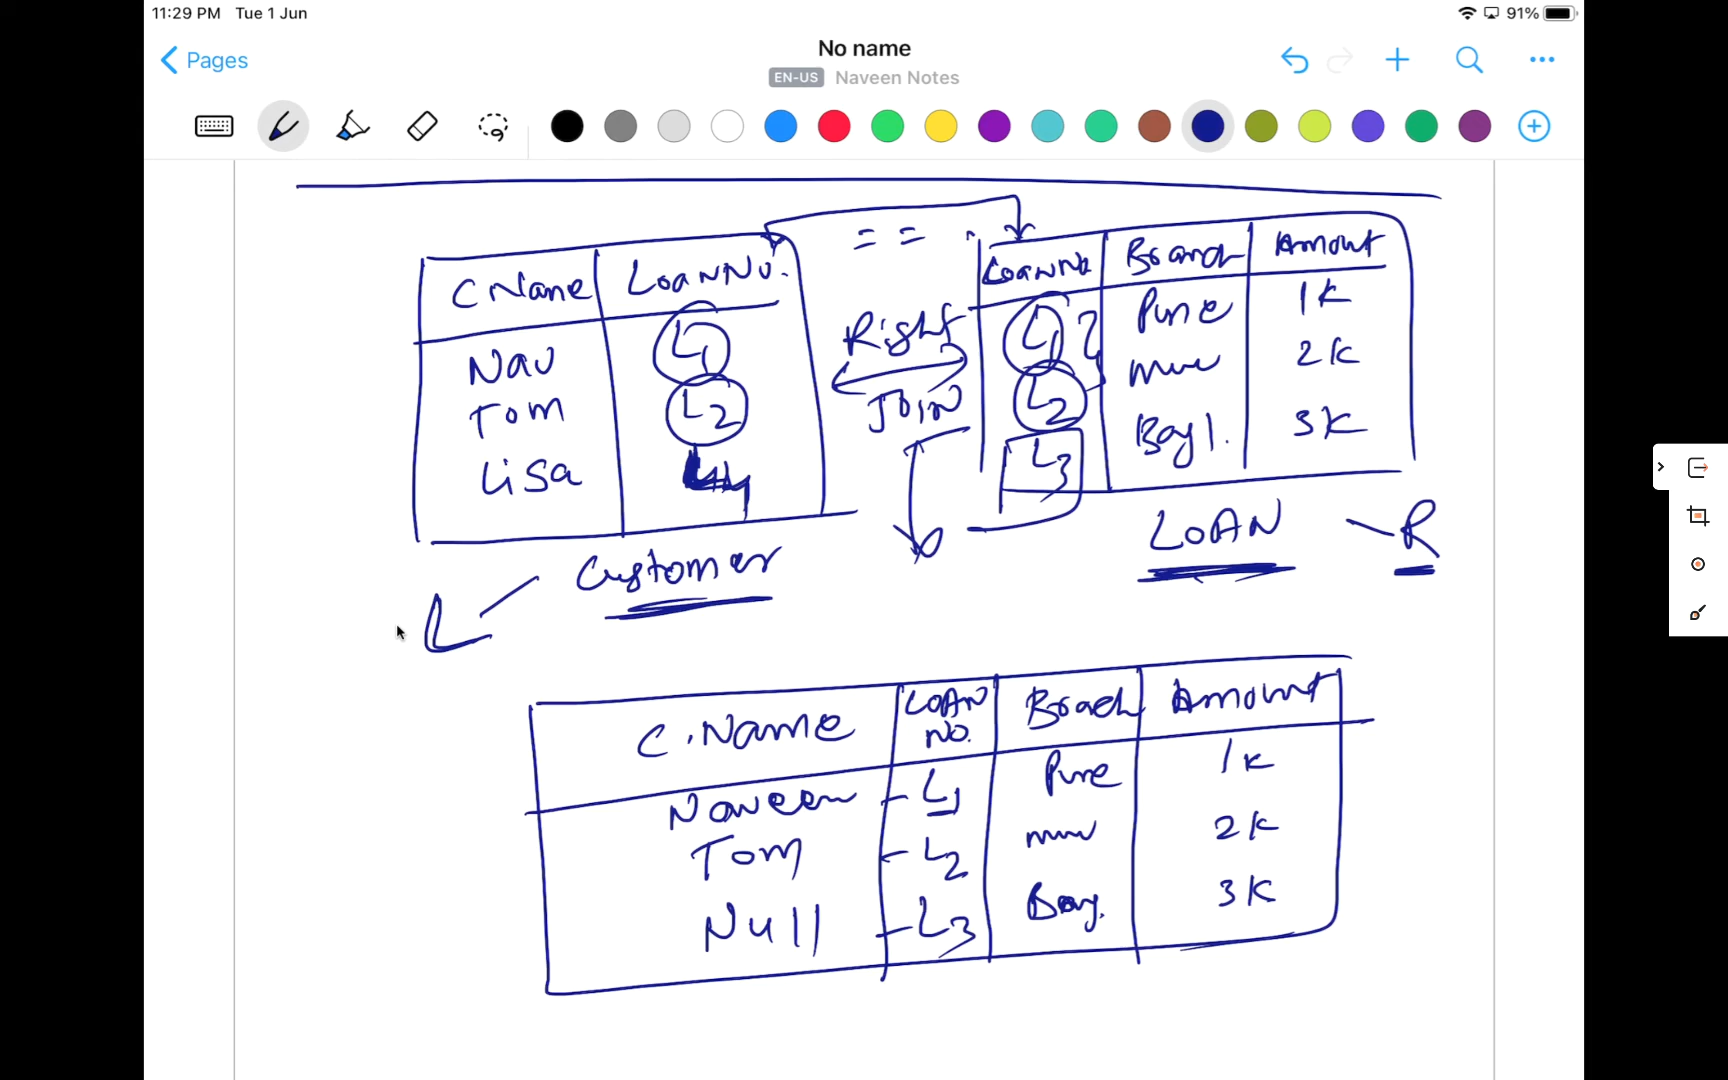 11:29 PM Tue 1 Jun
91%
Pages
No name
EN-US Naveen Notes
= =
C Name LoanNo.
Nav L1
Tom L2
Lisa L4
Customer
L
Right
JOIN
LoanNo Branch Amount
L1 Pune 1K
L2 Mum 2K
L3 Bangl. 3K
LOAN - R
C.Name LOAN NO. Branch Amount
Naveen - L1 Pune 1K
Tom - L2 Mum 2K
Null - L3 Bang. 3K